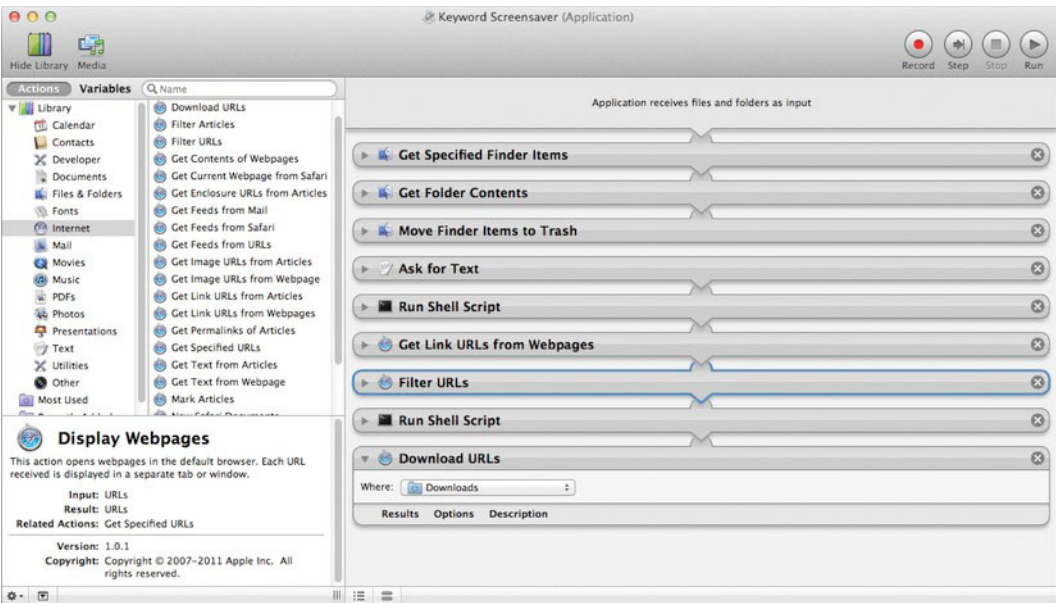 Keyword Screensaver (Application)
Hide Library
Media
Record
Step
Stop
Run
Actions
Variables
Name
Library
Calendar
Contacts
Developer
Documents
Files & Folders
Fonts
Internet
Mail
Movies
Music
PDFs
Photos
Presentations
Text
Utilities
Other
Most Used
Download URLs
Filter Articles
Filter URLs
Get Contents of Webpages
Get Current Webpage from Safari
Get Enclosure URLs from Articles
Get Feeds from Mail
Get Feeds from Safari
Get Feeds from URLs
Get Image URLs from Articles
Get Image URLs from Webpage
Get Link URLs from Articles
Get Link URLs from Webpages
Get Permalinks of Articles
Get Specified URLs
Get Text from Articles
Get Text from Webpage
Mark Articles
Display Webpages
This action opens webpages in the default browser. Each URL
received is displayed in a separate tab or window.
Input: URLs
Result: URLs
Related Actions: Get Specified URLs
Version: 1.0.1
Copyright: Copyright © 2007-2011 Apple Inc. All
rights reserved.
Application receives files and folders as input
Get Specified Finder Items
Get Folder Contents
Move Finder Items to Trash
Ask for Text
Run Shell Script
Get Link URLs from Webpages
Filter URLs
Run Shell Script
Download URLs
Where: Downloads
Results Options Description